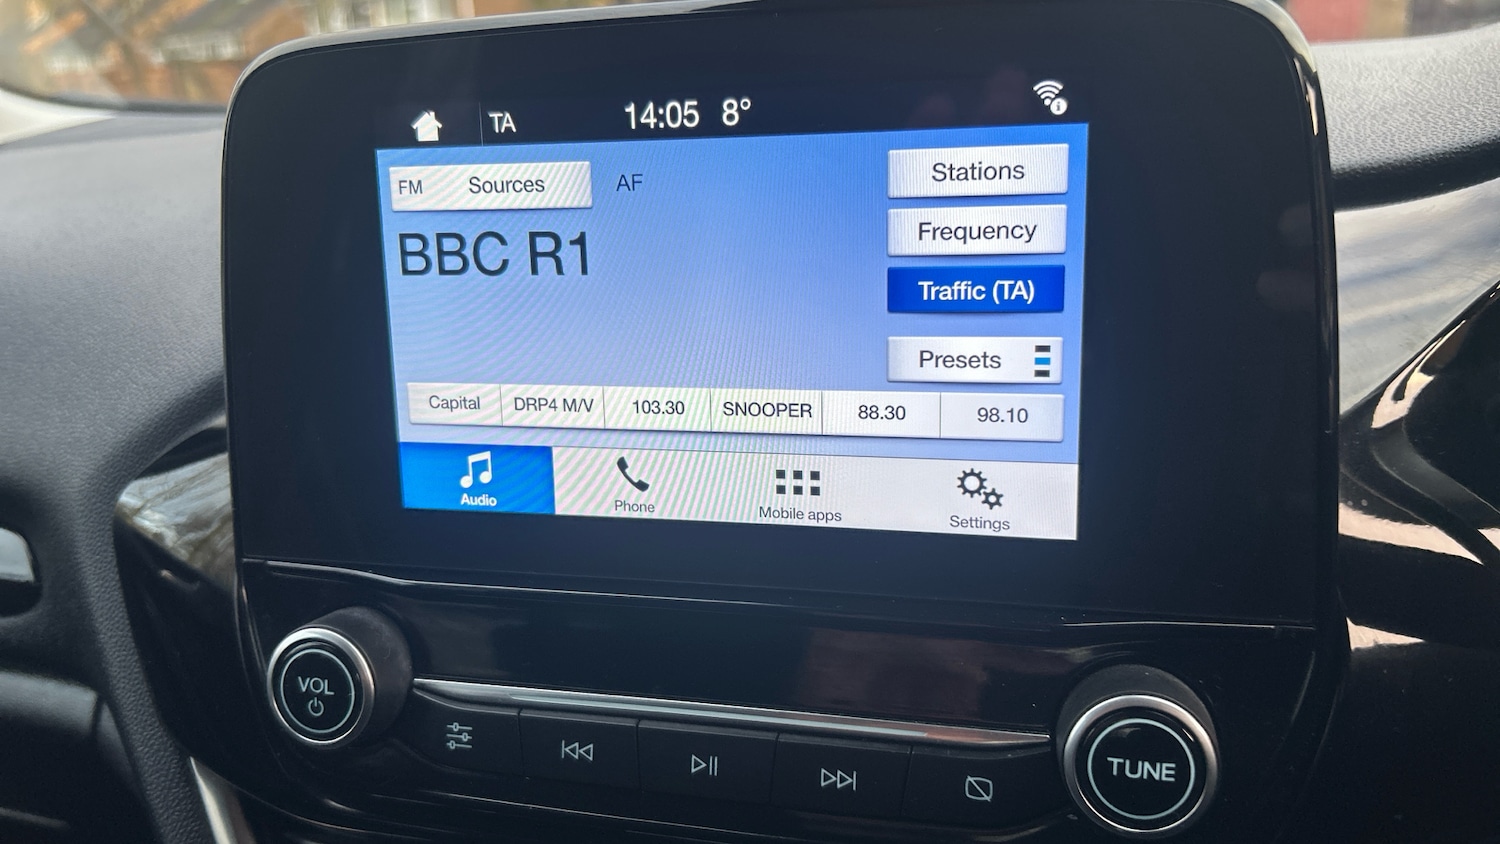 TA 14:05 8°
FM Sources AF
BBC R1
Stations
Frequency
Traffic (TA)
Presets
Capital DRP4 M/V 103.30 SNOOPER 88.30 98.10
Audio Phone Mobile apps Settings
VOL
TUNE